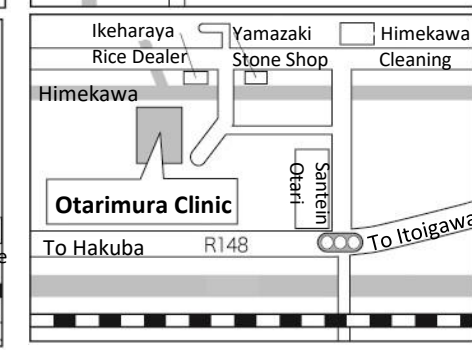 Ikeharaya
Rice Dealer
Yamazaki
Stone Shop
Himekawa
Cleaning
Himekawa
Otarimura Clinic
Santein
Otari
To Hakuba
R148
To Itoigawa
e